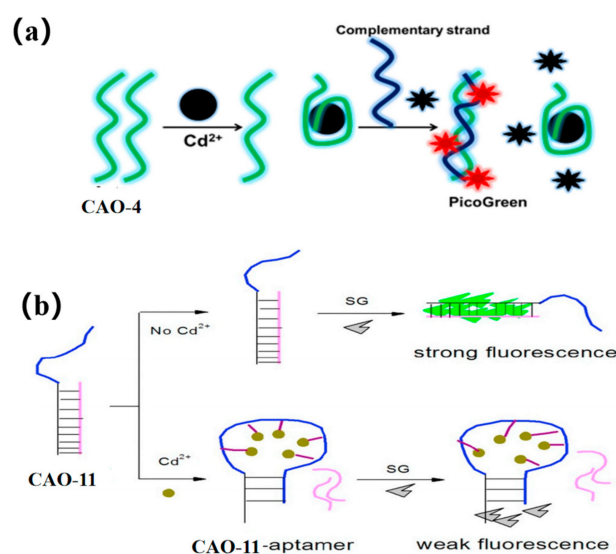 (a)
Complementary strand
Cd²⁺
CAO-4
PicoGreen
(b)
No Cd²⁺
SG
strong fluorescence
CAO-11
Cd²⁺
SG
CAO-11-aptamer
weak fluorescence